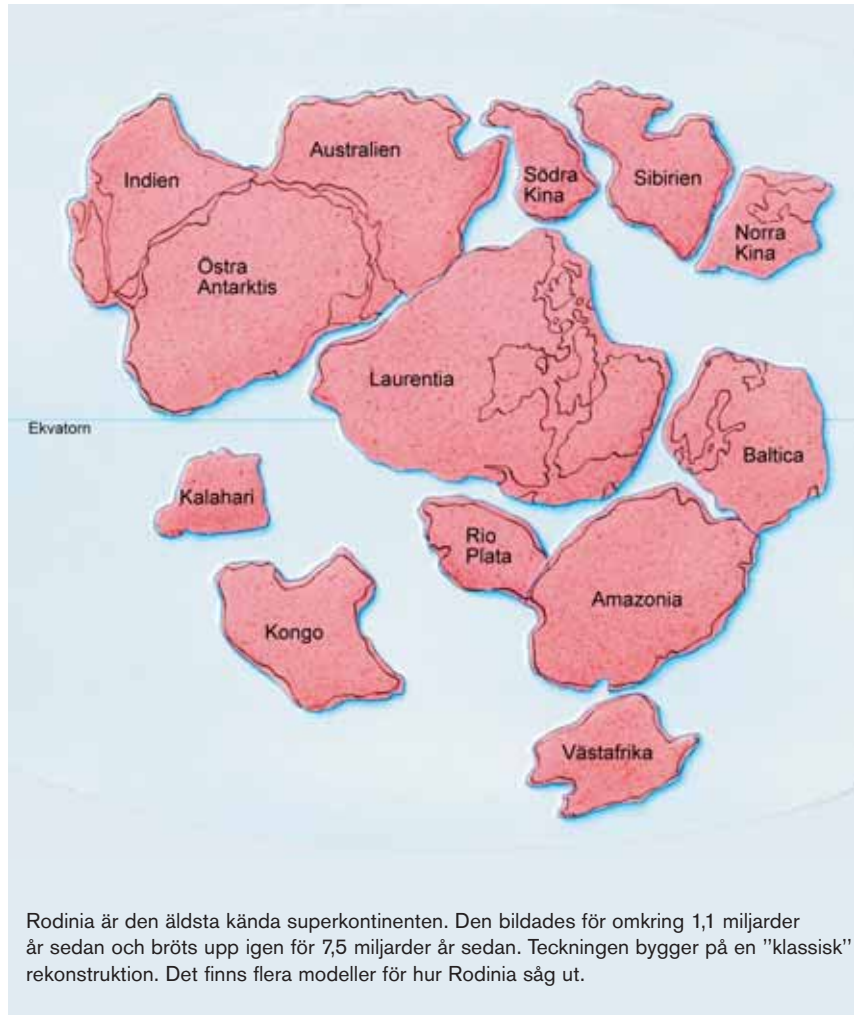 Australien
Indien
Södra
Kina
Sibirien
Norra
Kina
Östra
Antarktis
Laurentia
Ekvatorn
Baltica
Kalahari
Rio
Plata
Amazonia
Kongo
Västafrika
Rodinia är den äldsta kända superkontinenten. Den bildades för omkring 1,1 miljarder
år sedan och bröts upp igen för 7,5 miljarder år sedan. Teckningen bygger på en ”klassisk”
rekonstruktion. Det finns flera modeller för hur Rodinia såg ut.